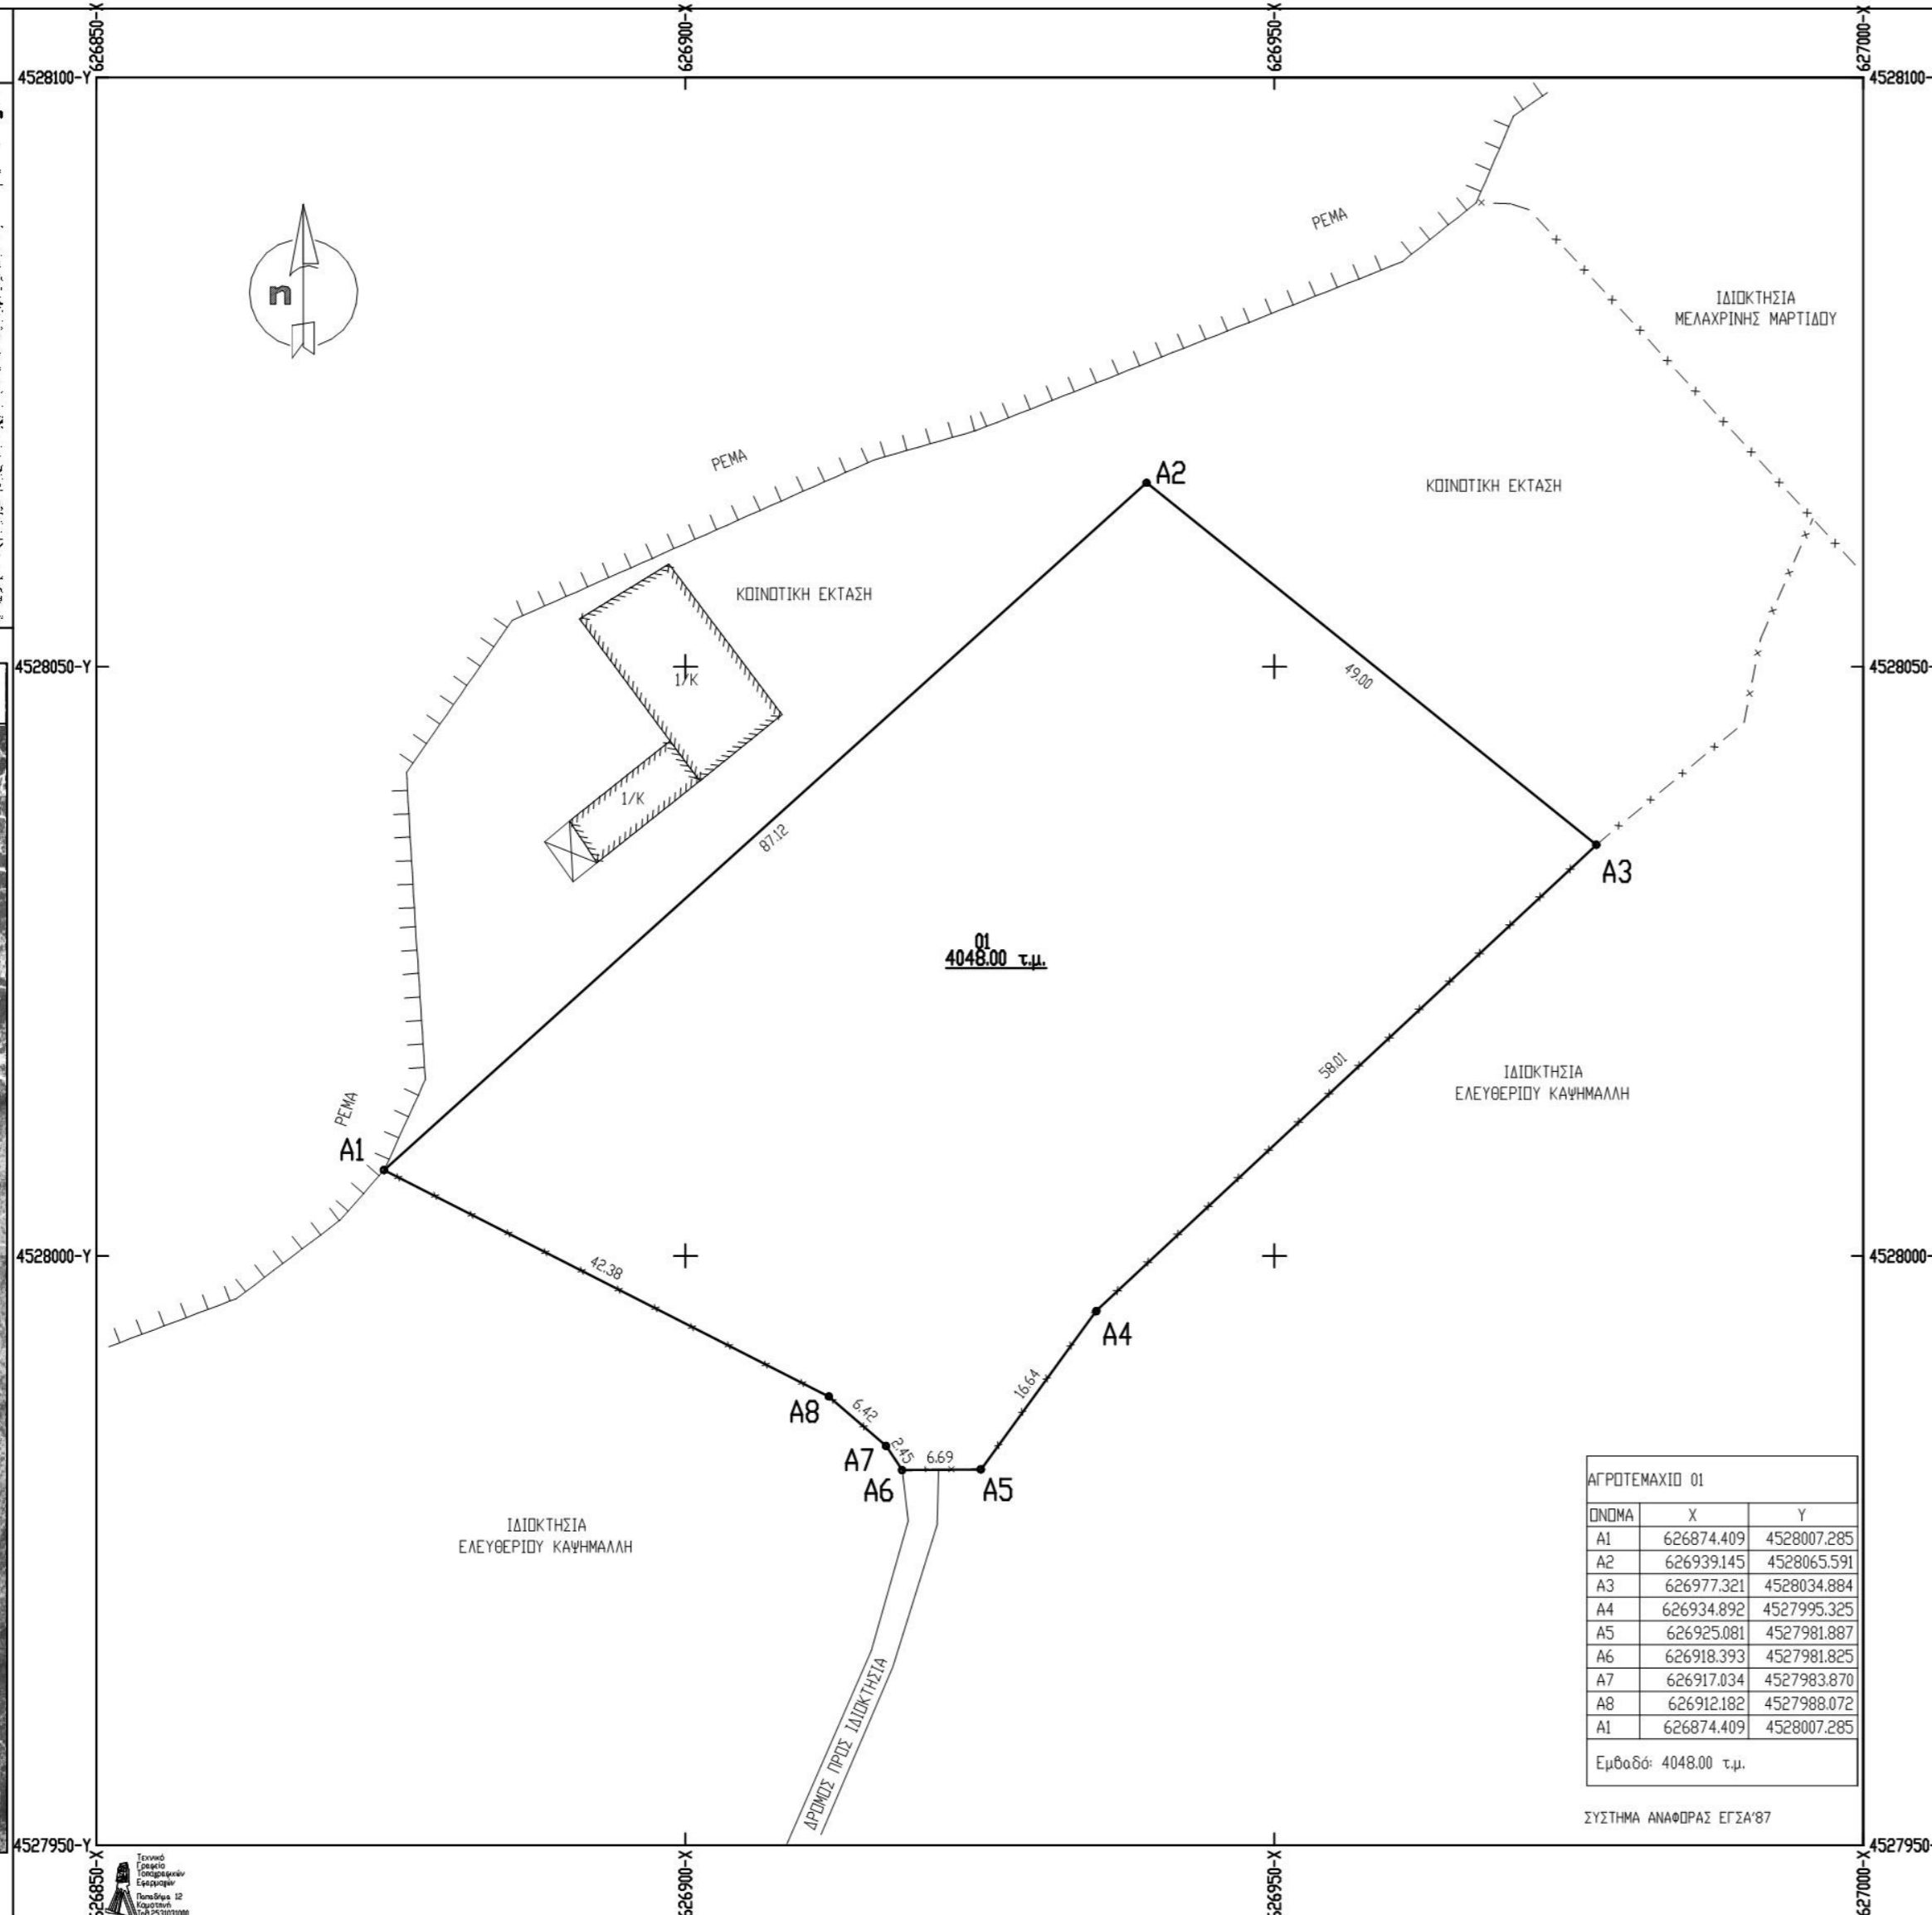 626850-X
626900-X
626950-X
627000-X
4528100-Y
4528100-
ΡΕΜΑ
n
ΙΔΙΟΚΤΗΣΙΑ
ΜΕΛΑΧΡΙΝΗΣ ΜΑΡΤΙΔΟΥ
ΡΕΜΑ
A2
ΚΟΙΝΟΤΙΚΗ ΕΚΤΑΣΗ
ΚΟΙΝΟΤΙΚΗ ΕΚΤΑΣΗ
4528050-Y
4528050-
1/Κ
49.00
1/Κ
87.12
A3
01
4048.00 τ.μ.
58.01
ΙΔΙΟΚΤΗΣΙΑ
ΕΛΕΥΘΕΡΙΟΥ ΚΑΨΗΜΑΛΛΗ
ΡΕΜΑ
A1
4528000-Y
4528000-
42.38
A4
16.64
A8
6.42
A7
2.45
6.69
A6
A5
ΙΔΙΟΚΤΗΣΙΑ
ΕΛΕΥΘΕΡΙΟΥ ΚΑΨΗΜΑΛΛΗ
ΔΡΟΜΟΣ ΠΡΟΣ ΙΔΙΟΚΤΗΣΙΑ
ΑΓΡΟΤΕΜΑΧΙΟ 01
ΟΝΟΜΑ X Y
A1 626874.409 4528007.285
A2 626939.145 4528065.591
A3 626977.321 4528034.884
A4 626934.892 4527995.325
A5 626925.081 4527981.887
A6 626918.393 4527981.825
A7 626917.034 4527983.870
A8 626912.182 4527988.072
A1 626874.409 4528007.285
Εμβαδό: 4048.00 τ.μ.
ΣΥΣΤΗΜΑ ΑΝΑΦΟΡΑΣ ΕΓΣΑ'87
4527950-Y
4527950-
626850-X
626900-X
626950-X
627000-X
Τεχνικό
Γραφείο
Τοπογραφικών
Εφαρμογών
12
Κομοτηνή